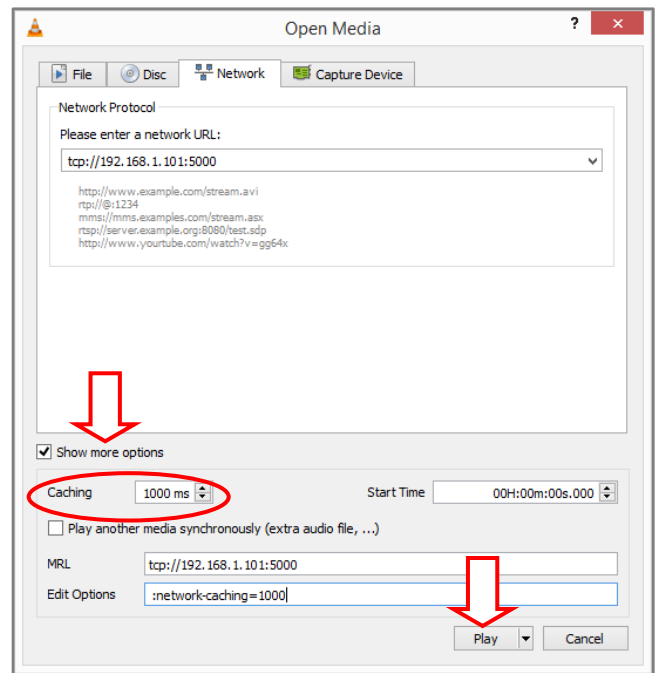 Open Media
?
×
File
Disc
Network
Capture Device
Network Protocol
Please enter a network URL:
tcp://192.168.1.101:5000
http://www.example.com/stream.avi
rtp://@:1234
mms://mms.examples.com/stream.asx
rtsp://server.example.org:8080/test.sdp
http://www.yourtube.com/watch?v=gg64x
Show more options
Caching 1000 ms Start Time 00H:00m:00s.000
Play another media synchronously (extra audio file, ...)
MRL tcp://192.168.1.101:5000
Edit Options :network-caching=1000
Play Cancel